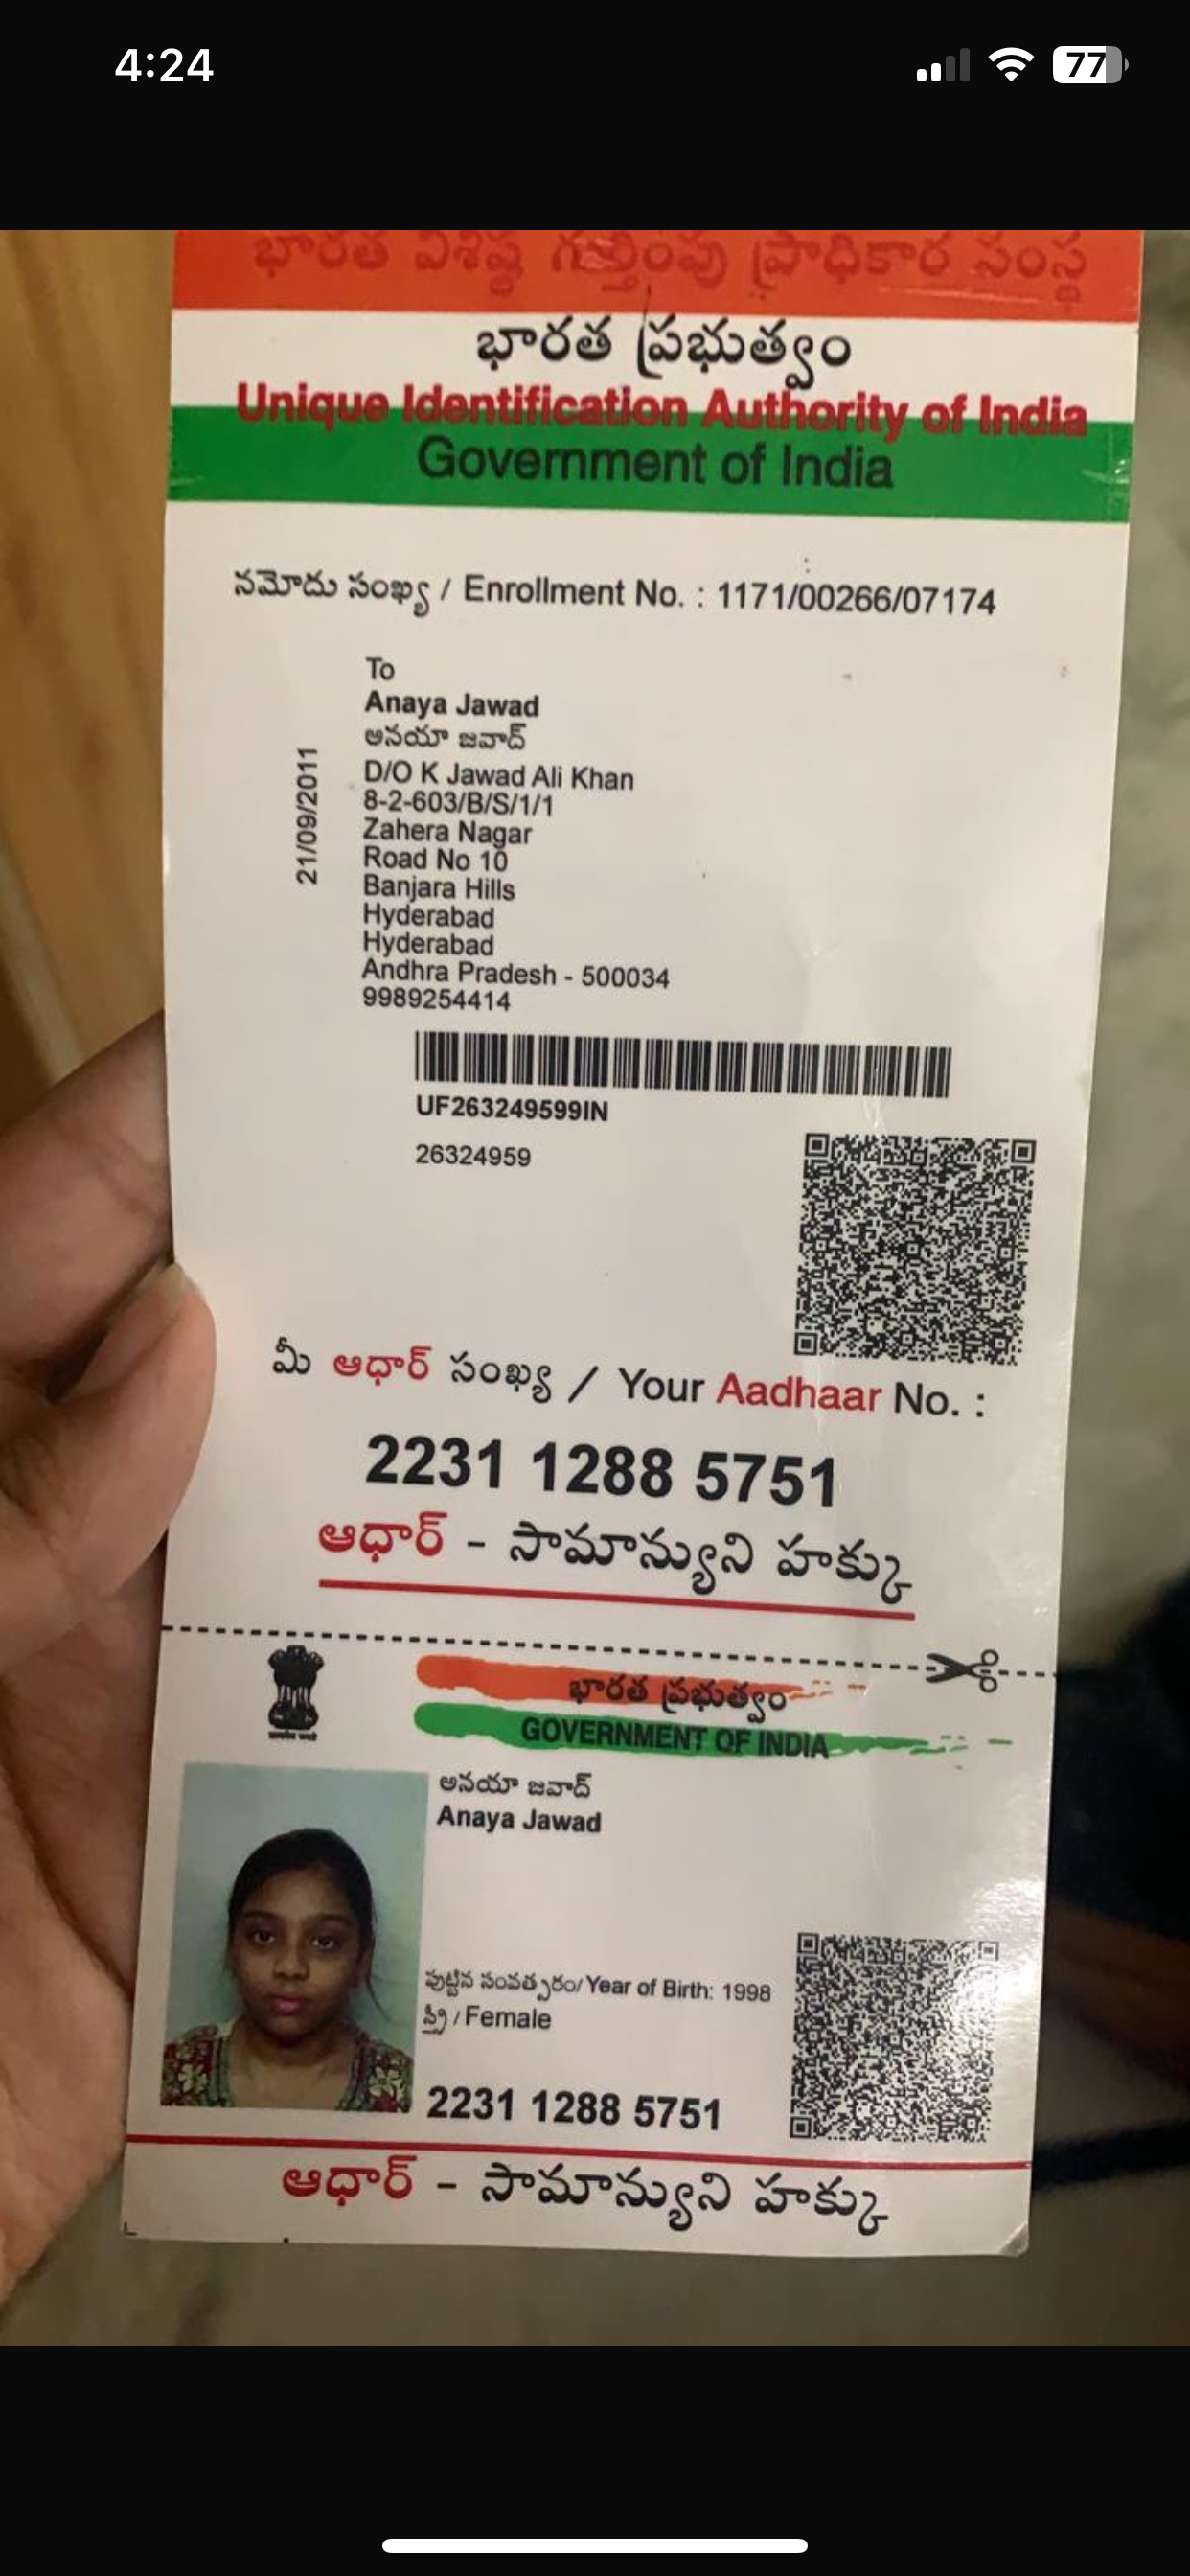 4:24
77
భారత విశిష్ట గుర్తింపు ప్రాధికార సంస్థ
భారత ప్రభుత్వం
Unique Identification Authority of India
Government of India
నమోదు సంఖ్య / Enrollment No. : 1171/00266/07174
To
Anaya Jawad
అనయా జవాద్
D/O K Jawad Ali Khan
8-2-603/B/S/1/1
Zahera Nagar
Road No 10
Banjara Hills
Hyderabad
Hyderabad
Andhra Pradesh - 500034
9989254414
21/09/2011
UF263249599IN
26324959
మీ ఆధార్ సంఖ్య / Your Aadhaar No. :
2231 1288 5751
ఆధార్ - సామాన్యుని హక్కు
భారత ప్రభుత్వం
GOVERNMENT OF INDIA
అనయా జవాద్
Anaya Jawad
పుట్టిన సంవత్సరం/ Year of Birth: 1998
స్త్రీ / Female
2231 1288 5751
ఆధార్ - సామాన్యుని హక్కు